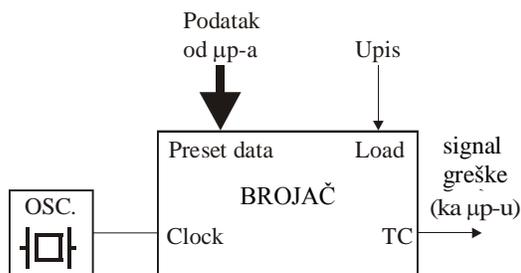 Podatak
od μp-a
Upis
Preset data
Load
signal
greške
(ka μp-u)
BROJAČ
OSC.
Clock
TC